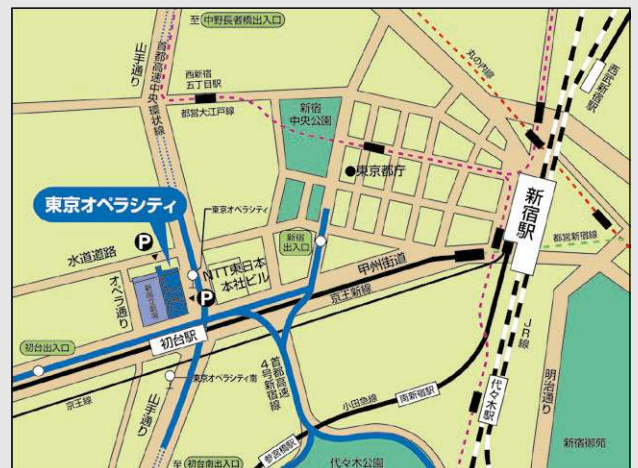 至 中野長者橋出入口
山手通り
首都高速中央環状線
西新宿
五丁目駅
都営大江戸線
新宿
中央公園
丸の内線
西武新宿駅
東京都庁
東京オペラシティ
東京オペラシティ
新宿駅
水道道路
P
新宿
出入口
都営新宿線
オペラ通り
NTT東日本
本社ビル
甲州街道
京王新線
P
初台駅
初台出入口
JR線
明治通り
首都高速
4号新宿線
東京オペラシティ南
京王線
山手通り
小田急線
南新宿駅
代々木駅
参宮橋駅
至 初台南出入口
代々木公園
新宿御苑